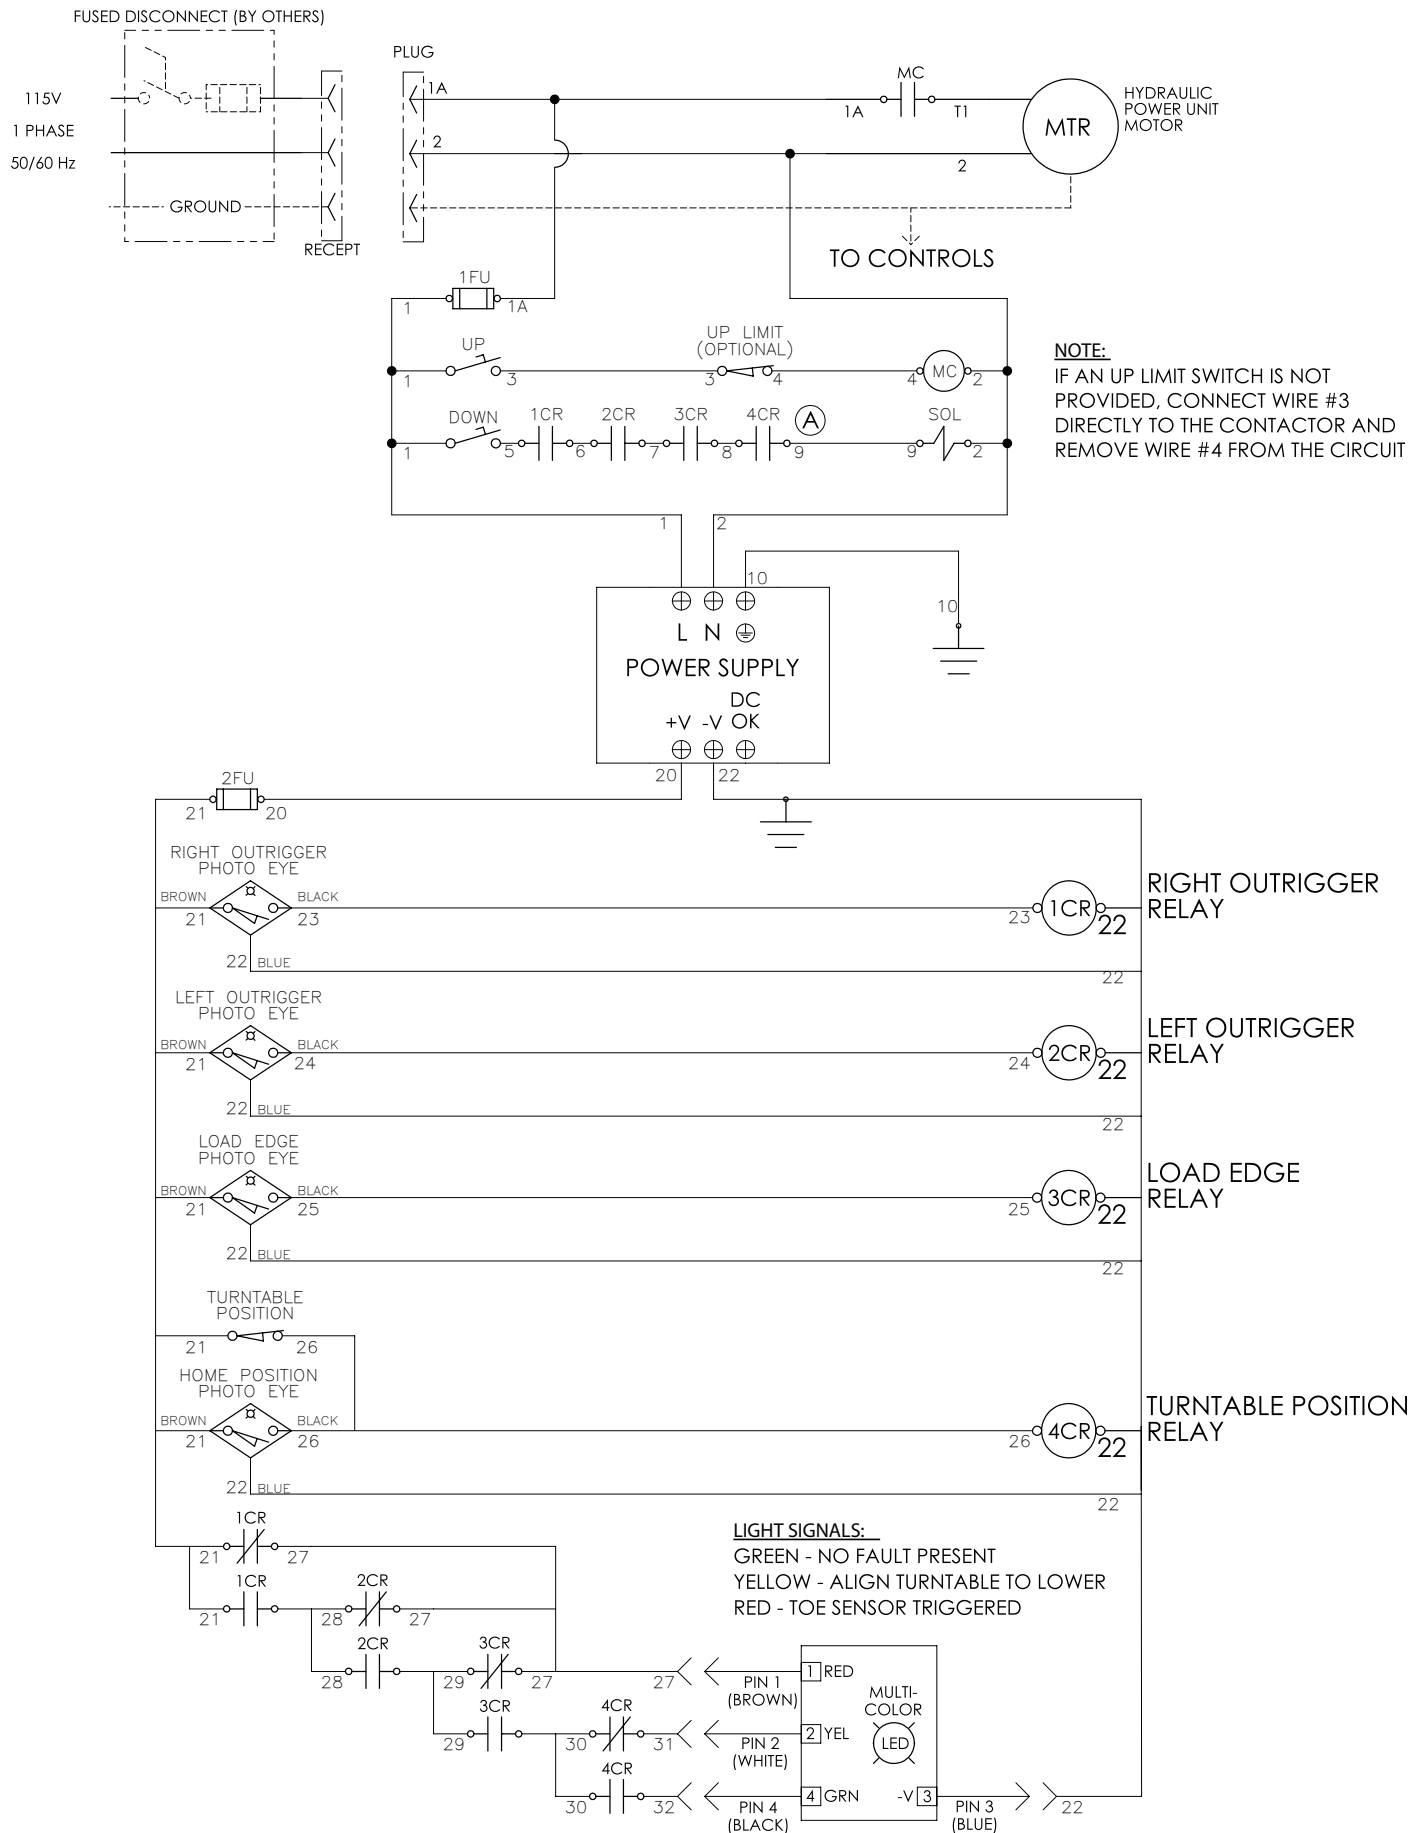 FUSED DISCONNECT (BY OTHERS)
PLUG
115V
1 PHASE
50/60 Hz
GROUND
RECEPT
1A
2
MC
1A
T1
2
MTR
HYDRAULIC
POWER UNIT
MOTOR
TO CONTROLS
1FU
1
1A
UP
UP LIMIT
(OPTIONAL)
1
3
3
4
4
MC
2
DOWN
1CR
2CR
3CR
4CR
A
SOL
1
5
6
7
8
9
9
2
NOTE:
IF AN UP LIMIT SWITCH IS NOT
PROVIDED, CONNECT WIRE #3
DIRECTLY TO THE CONTACTOR AND
REMOVE WIRE #4 FROM THE CIRCUIT
1
2
10
10
L N
POWER SUPPLY
DC
+V -V OK
20
22
2FU
21
20
RIGHT OUTRIGGER
PHOTO EYE
BROWN
BLACK
21
23
22 BLUE
23
1CR
22
22
RIGHT OUTRIGGER
RELAY
LEFT OUTRIGGER
PHOTO EYE
BROWN
BLACK
21
24
22 BLUE
24
2CR
22
22
LEFT OUTRIGGER
RELAY
LOAD EDGE
PHOTO EYE
BROWN
BLACK
21
25
22 BLUE
25
3CR
22
22
LOAD EDGE
RELAY
TURNTABLE
POSITION
21
26
HOME POSITION
PHOTO EYE
BROWN
BLACK
21
26
22 BLUE
26
4CR
22
22
TURNTABLE POSITION
RELAY
1CR
21
27
1CR
2CR
21
28
27
2CR
3CR
28
29
27
27
3CR
4CR
29
30
31
4CR
30
32
LIGHT SIGNALS:
GREEN - NO FAULT PRESENT
YELLOW - ALIGN TURNTABLE TO LOWER
RED - TOE SENSOR TRIGGERED
PIN 1
(BROWN)
1 RED
PIN 2
(WHITE)
2 YEL
PIN 4
(BLACK)
4 GRN
MULTI-
COLOR
LED
-V 3
PIN 3
(BLUE)
22